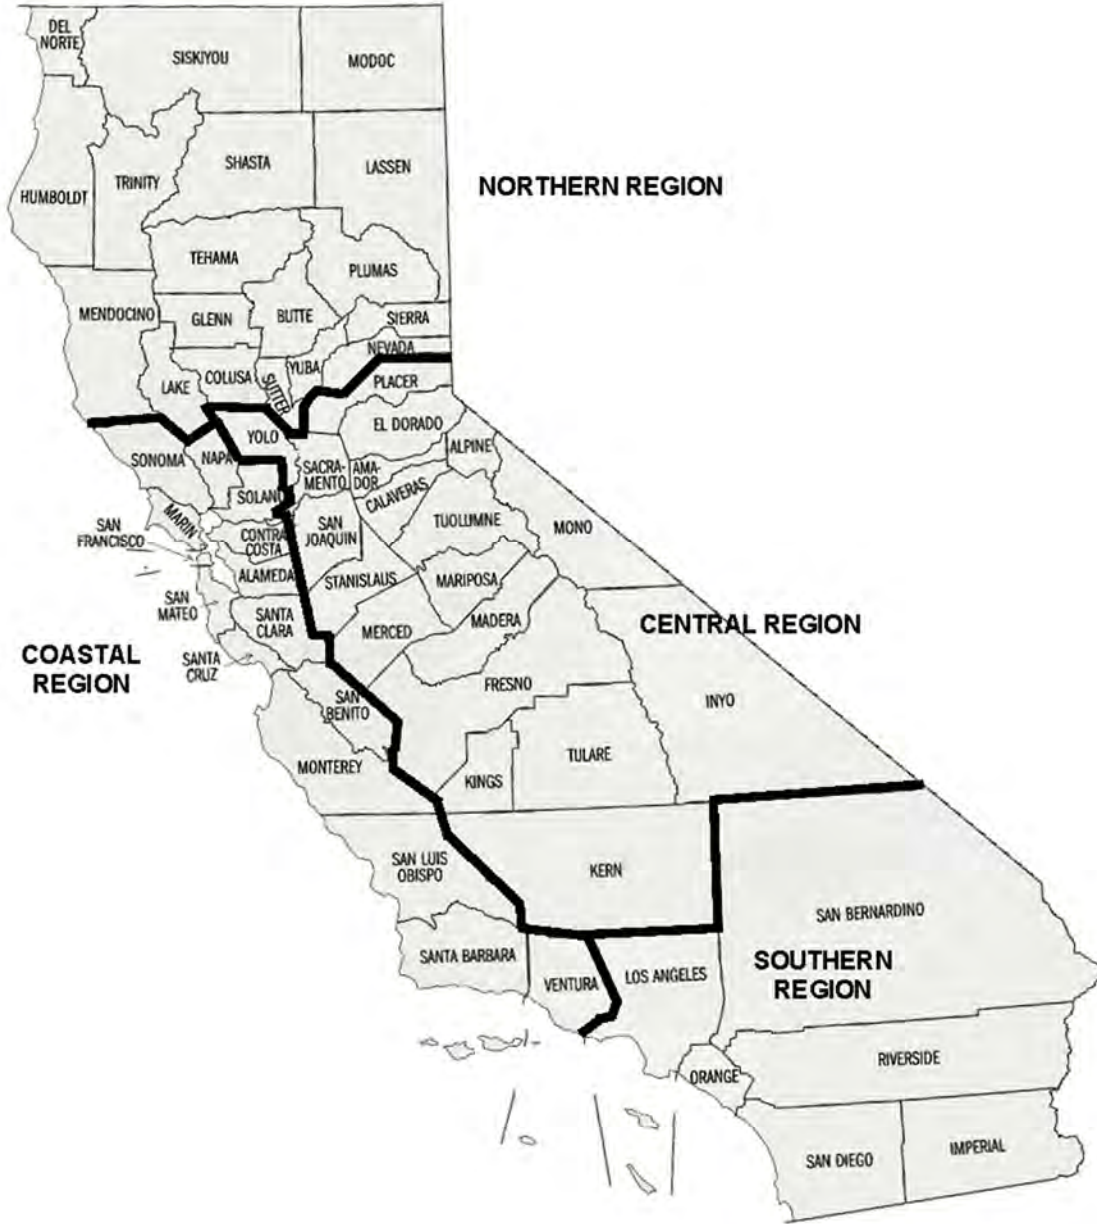 DEL
NORTE
SISKIYOU
MODOC
HUMBOLDT
TRINITY
SHASTA
LASSEN
NORTHERN REGION
TEHAMA
PLUMAS
MENDOCINO
GLENN
BUTTE
SIERRA
LAKE
COLUSA
SUTTER
YUBA
NEVADA
PLACER
SONOMA
NAPA
YOLO
EL DORADO
SACRA-
MENTO
AMA-
DOR
ALPINE
SOLANO
CALAVERAS
MARIN
SAN
FRANCISCO
CONTRA
COSTA
SAN
JOAQUIN
TUOLUMNE
MONO
ALAMEDA
STANISLAUS
MARIPOSA
SAN
MATEO
SANTA
CLARA
MERCED
MADERA
CENTRAL REGION
COASTAL
REGION
SANTA
CRUZ
SAN
BENITO
FRESNO
INYO
MONTEREY
KINGS
TULARE
SAN LUIS
OBISPO
KERN
SAN BERNARDINO
SANTA BARBARA
VENTURA
LOS ANGELES
SOUTHERN
REGION
ORANGE
RIVERSIDE
SAN DIEGO
IMPERIAL